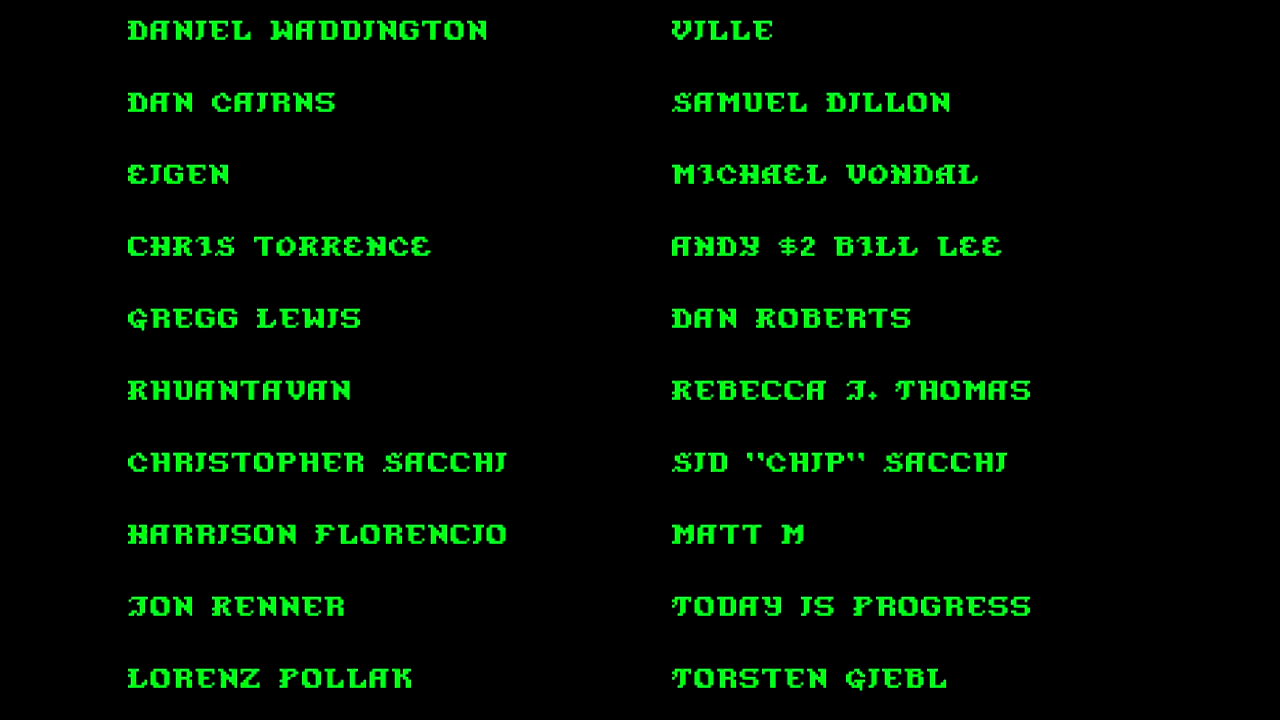 DANIEL WADDINGTON
VILLE
DAN CAIRNS
SAMUEL DILLON
EIGEN
MICHAEL VONDAL
CHRIS TORRENCE
ANDY $2 BILL LEE
GREGG LEWIS
DAN ROBERTS
RHUANTAVAN
REBECCA J. THOMAS
CHRISTOPHER SACCHI
SID "CHIP" SACCHI
HARRISON FLORENCIO
MATT M
JON RENNER
TODAY IS PROGRESS
LORENZ POLLAK
TORSTEN GIEBL